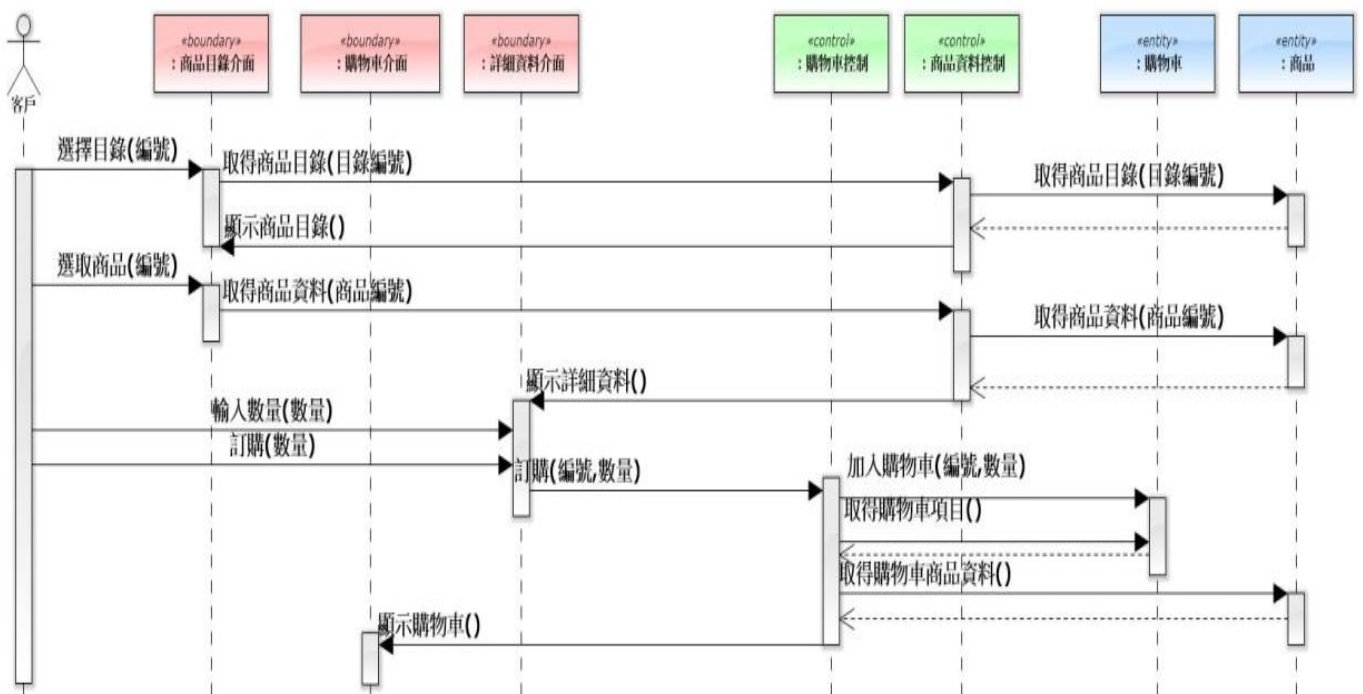 «boundary»
: 商品目錄介面
«boundary»
: 購物車介面
«boundary»
: 詳細資料介面
«control»
: 購物車控制
«control»
: 商品資料控制
«entity»
: 購物車
«entity»
: 商品
客戶
選擇目錄(編號)
取得商品目錄(目錄編號)
取得商品目錄(目錄編號)
顯示商品目錄()
選取商品(編號)
取得商品資料(商品編號)
取得商品資料(商品編號)
顯示詳細資料()
輸入數量(數量)
訂購(數量)
訂購(編號,數量)
加入購物車(編號,數量)
取得購物車項目()
取得購物車商品資料()
顯示購物車()